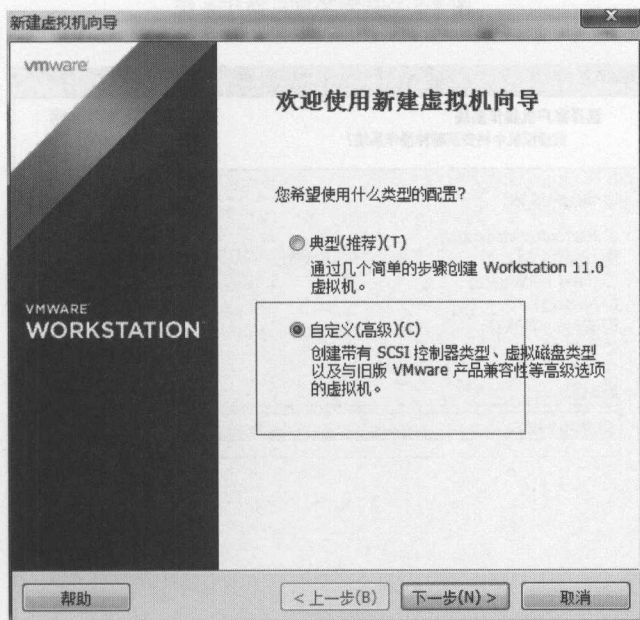 新建虚拟机向导
vmware
欢迎使用新建虚拟机向导
您希望使用什么类型的配置?
典型(推荐)(T)
通过几个简单的步骤创建 Workstation 11.0
虚拟机。
VMWARE
WORKSTATION
自定义(高级)(C)
创建带有 SCSI 控制器类型、虚拟磁盘类型
以及与旧版 VMware 产品兼容性等高级选项
的虚拟机。
帮助
< 上一步(B)
下一步(N) >
取消